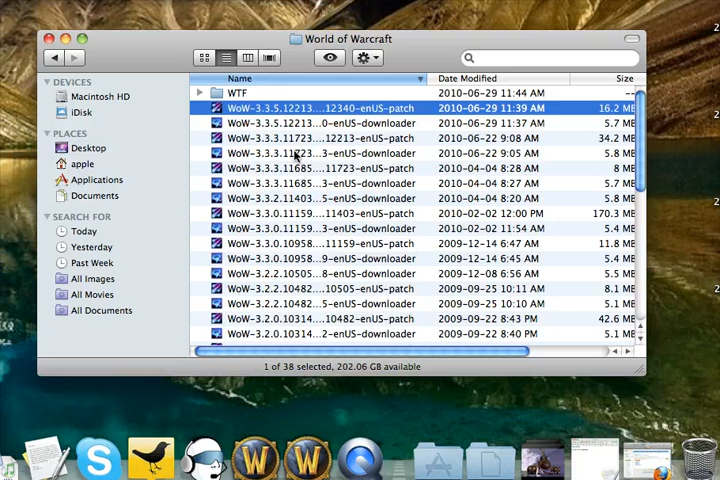 World of Warcraft
Name Date Modified Size
DEVICES
Macintosh HD
iDisk
PLACES
Desktop
apple
Applications
Documents
SEARCH FOR
Today
Yesterday
Past Week
All Images
All Movies
All Documents
WTF 2010-06-29 11:44 AM --
WoW-3.3.5.12213....12340-enUS-patch 2010-06-29 11:39 AM 16.2 MB
WoW-3.3.5.12213...0-enUS-downloader 2010-06-29 11:37 AM 5.7 MB
WoW-3.3.3.11723....12213-enUS-patch 2010-06-22 9:08 AM 34.2 MB
WoW-3.3.3.11723...3-enUS-downloader 2010-06-22 9:05 AM 5.8 MB
WoW-3.3.3.11685....11723-enUS-patch 2010-04-04 8:28 AM 8 MB
WoW-3.3.3.11685...3-enUS-downloader 2010-04-04 8:27 AM 5.7 MB
WoW-3.3.2.11403...5-enUS-downloader 2010-04-04 8:20 AM 5.8 MB
WoW-3.3.0.11159....11403-enUS-patch 2010-02-02 12:00 PM 170.3 MB
WoW-3.3.0.11159...3-enUS-downloader 2010-02-02 11:54 AM 5.4 MB
WoW-3.3.0.10958....11159-enUS-patch 2009-12-14 6:47 AM 11.8 MB
WoW-3.3.0.10958...9-enUS-downloader 2009-12-14 6:45 AM 5.4 MB
WoW-3.2.2.10505...8-enUS-downloader 2009-12-08 6:56 AM 5.5 MB
WoW-3.2.2.10482....10505-enUS-patch 2009-09-25 10:11 AM 8.1 MB
WoW-3.2.2.10482...5-enUS-downloader 2009-09-25 10:10 AM 5.1 MB
WoW-3.2.0.10314....10482-enUS-patch 2009-09-22 8:43 PM 42.6 MB
WoW-3.2.0.10314...2-enUS-downloader 2009-09-22 8:40 PM 5.1 MB
1 of 38 selected, 202.06 GB available